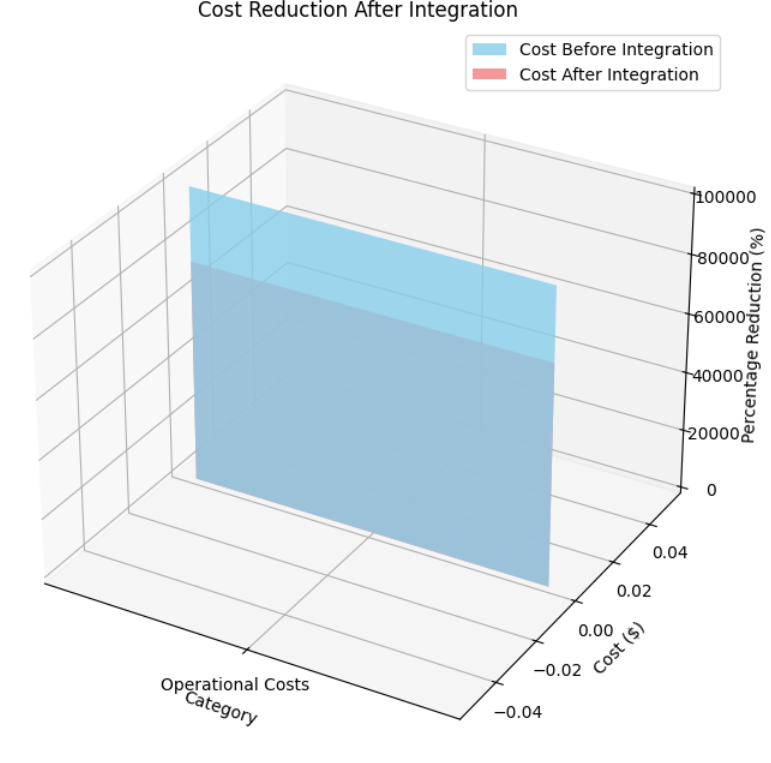 Cost Reduction After Integration
Cost Before Integration
Cost After Integration
100000
80000
60000
40000
20000
0
Percentage Reduction (%)
0.04
0.02
0.00
−0.02
−0.04
Cost ($)
Operational Costs
Category